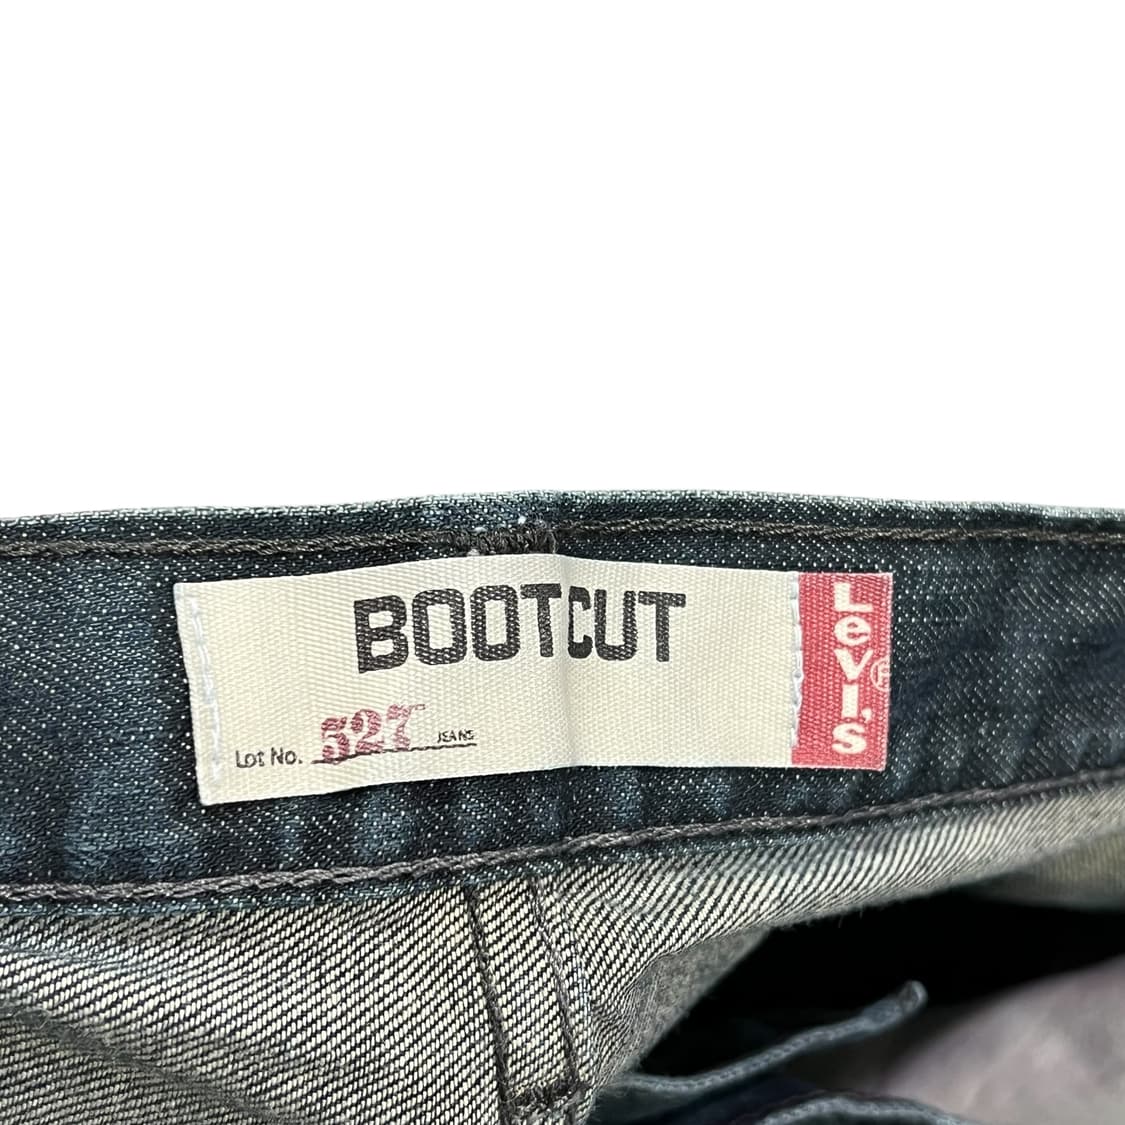 BOOTCUT
Lot No. 527 JEANS
LeVI'S
®